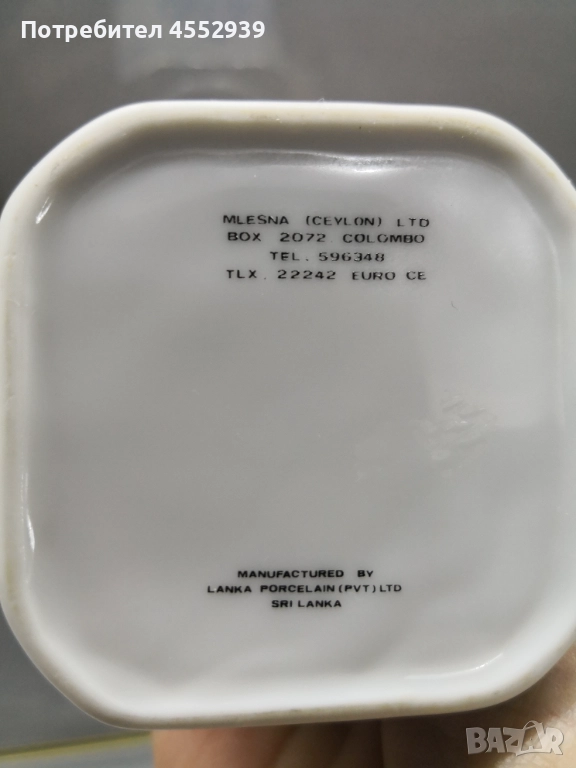 Потребител 4552939
MLESNA (CEYLON) LTD
BOX 2072 COLOMBO
TEL. 596348
TLX. 22242 EURO CE
MANUFACTURED BY
LANKA PORCELAIN (PVT) LTD
SRI LANKA
BAZAR